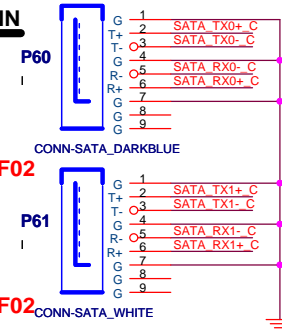 IN
P60
I
G 1
T+ 2 SATA_TX0+_C
T- 3 SATA_TX0-_C
G 4
R- 5 SATA_RX0-_C
R+ 6 SATA_RX0+_C
G 7
G 8
G 9
CONN-SATA_DARKBLUE
F02
P61
I
G 1
T+ 2 SATA_TX1+_C
T- 3 SATA_TX1-_C
G 4
R- 5 SATA_RX1-_C
R+ 6 SATA_RX1+_C
G 7
G 8
G 9
F02
CONN-SATA_WHITE